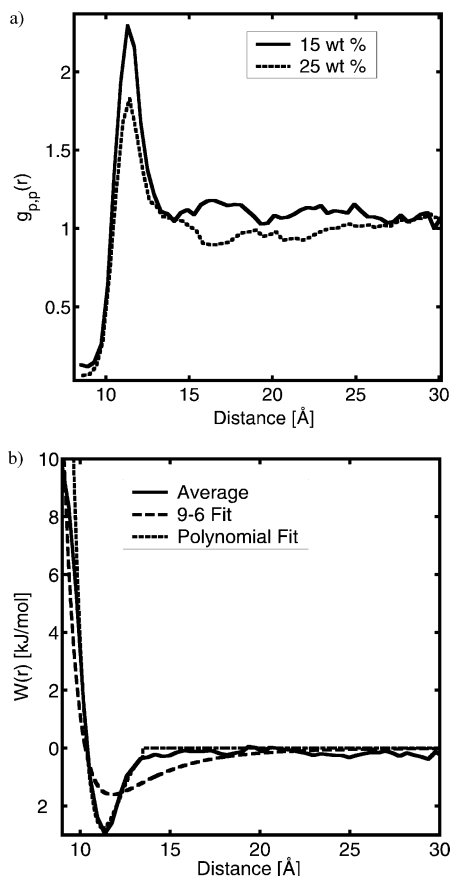 a)
15 wt %
25 wt %
2
1.5
1
0.5
g p,p (r)
10 15 20 25 30
Distance [Å]
b)
10
8
6
4
2
0
2
W(r) [kJ/mol]
Average
9-6 Fit
Polynomial Fit
10 15 20 25 30
Distance [Å]